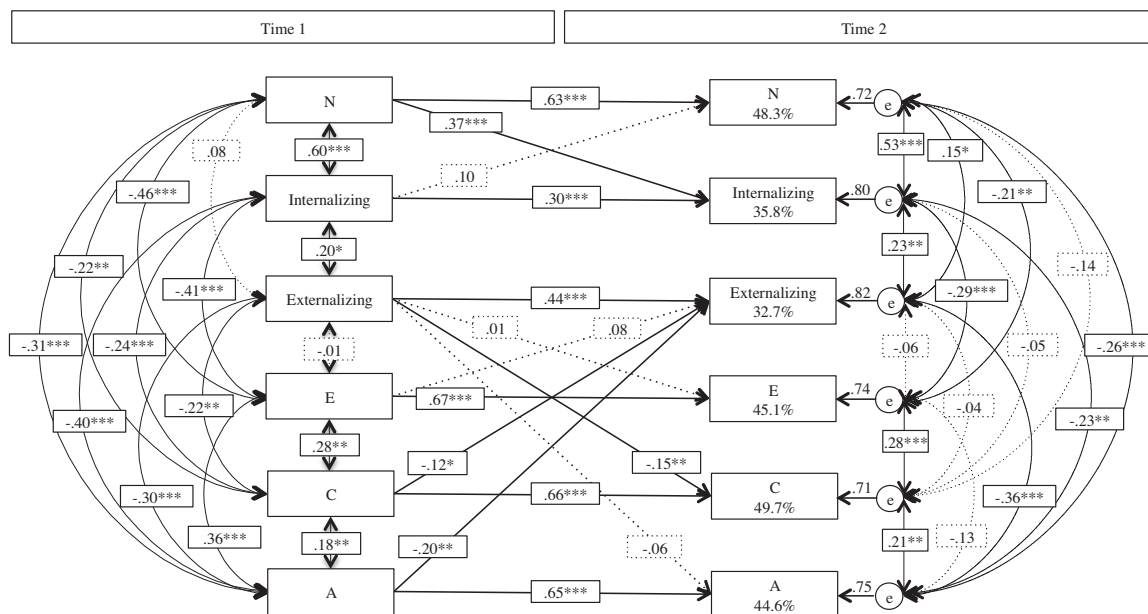 Time 1
Time 2
N
.63***
N
48.3%
.72
e
.37***
.08
.60***
.10
.53***
.15*
-.46***
-.21**
Internalizing
.30***
Internalizing
35.8%
.80
e
.20*
.23**
-.22**
-.14
-.41***
Externalizing
.44***
Externalizing
32.7%
.82
e
-.29***
.01
.08
-.31***
-.24***
-.01
-.06
-.05
-.26***
E
.67***
E
45.1%
.74
e
-.22**
-.04
-.40***
-.23**
.28**
.28***
-.12*
-.15**
C
.66***
C
49.7%
.71
e
-.30***
-.36***
.36***
.18**
-.20**
-.06
.21**
-.13
A
.65***
A
44.6%
.75
e